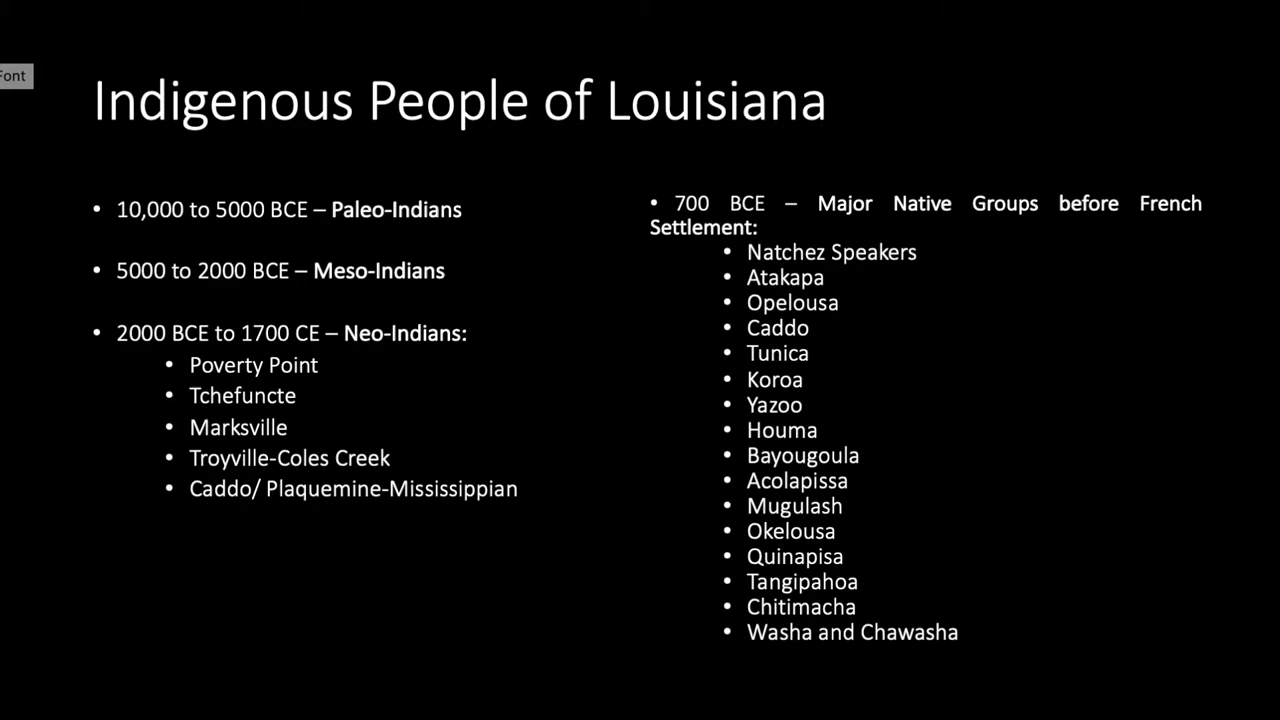 Font
Indigenous People of Louisiana
• 10,000 to 5000 BCE – Paleo-Indians
• 5000 to 2000 BCE – Meso-Indians
• 2000 BCE to 1700 CE – Neo-Indians:
• Poverty Point
• Tchefuncte
• Marksville
• Troyville-Coles Creek
• Caddo/ Plaquemine-Mississippian
• 700 BCE – Major Native Groups before French
Settlement:
• Natchez Speakers
• Atakapa
• Opelousa
• Caddo
• Tunica
• Koroa
• Yazoo
• Houma
• Bayougoula
• Acolapissa
• Mugulash
• Okelousa
• Quinapisa
• Tangipahoa
• Chitimacha
• Washa and Chawasha